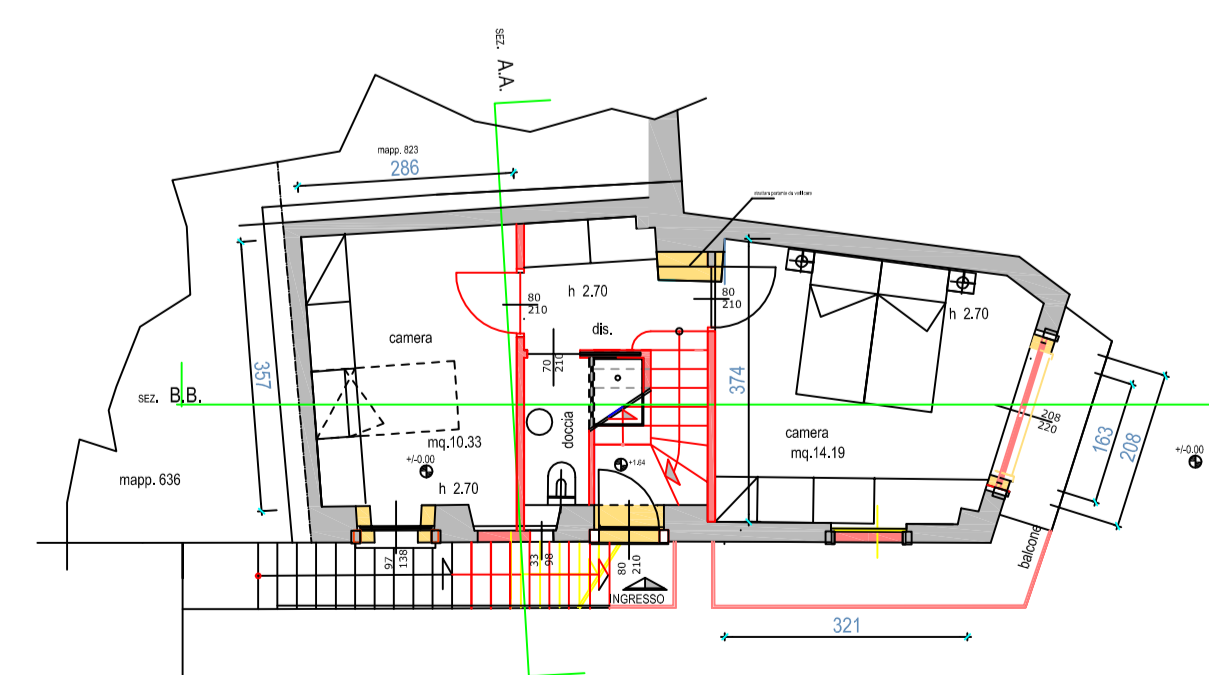 SEZ. A.A.
mapp. 823
286
h 2.70
80
210
dis.
80
210
h 2.70
camera
70
210
357
374
SEZ. B.B.
doccia
208
220
163
208
mq.10.33
camera
mq.14.19
+/-0.00
+1.64
+/-0.00
mapp. 636
h 2.70
97
138
33
98
80
210
INGRESSO
balcone
321